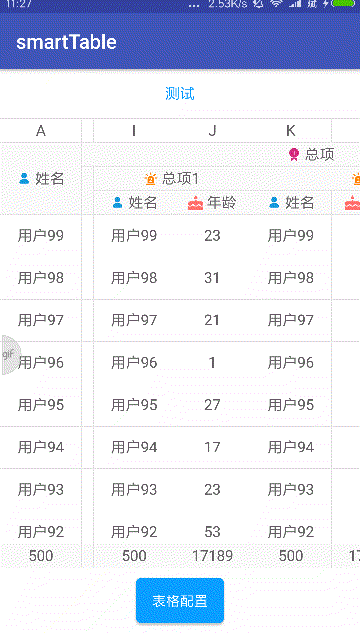 11:27 ... 2.53K/s
smartTable
测试
A I J K
总项
姓名 总项1
姓名 年龄 姓名
用户99 用户99 23 用户99
用户98 用户98 31 用户98
用户97 用户97 21 用户97
gif
用户96 用户96 1 用户96
用户95 用户95 27 用户95
用户94 用户94 17 用户94
用户93 用户93 23 用户93
用户92 用户92 53 用户92
500 500 17189 500 17
表格配置